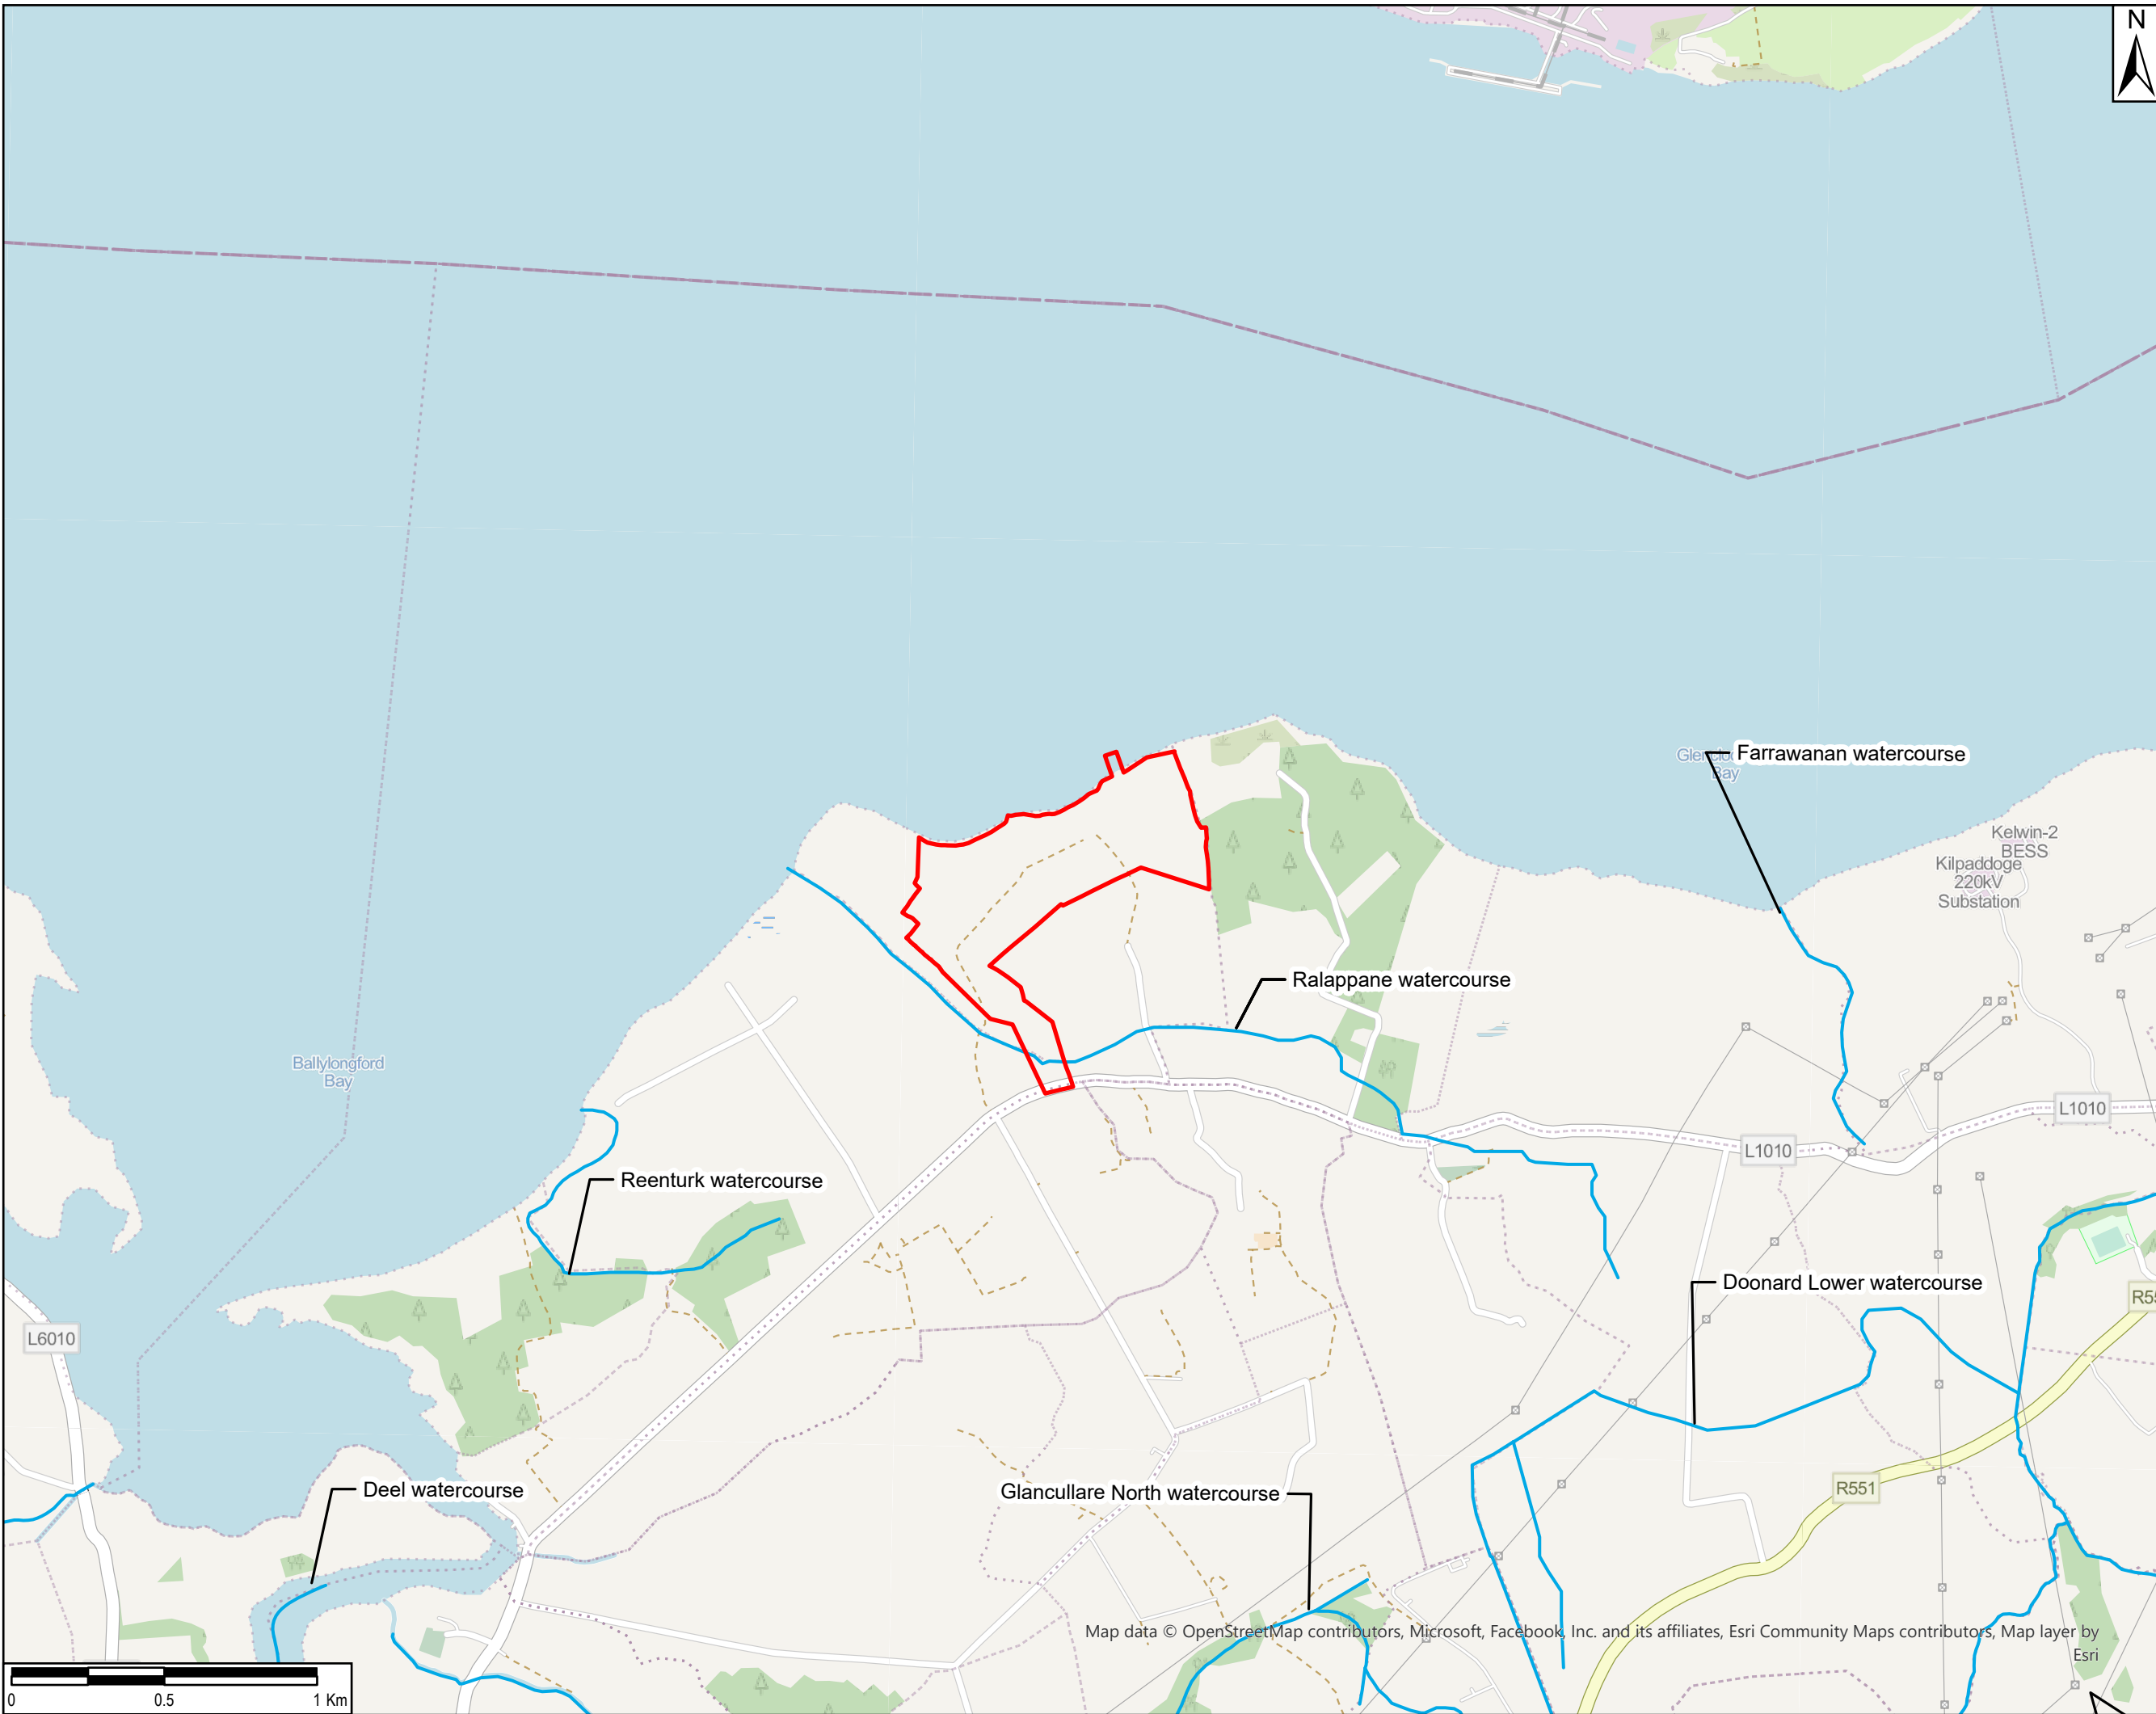 N
Farrawanan watercourse
Bay
Kelwin-2
BESS
Kilpaddoge
220kV
Substation
Ralappane watercourse
Ballylongford
Bay
L1010
L1010
Reenturk watercourse
Doonard Lower watercourse
R55
L6010
R551
Deel watercourse
Glancullare North watercourse
Map data © OpenStreetMap contributors, Microsoft, Facebook, Inc. and its affiliates, Esri Community Maps contributors, Map layer by
Esri
0 0.5 1 Km